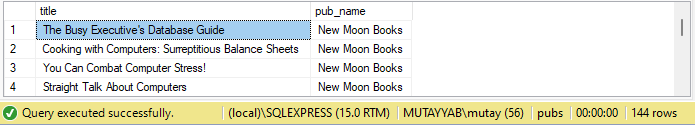 title pub_name
1 The Busy Executive's Database Guide New Moon Books
2 Cooking with Computers: Surreptitious Balance Sheets New Moon Books
3 You Can Combat Computer Stress! New Moon Books
4 Straight Talk About Computers New Moon Books
Query executed successfully. (local)\SQLEXPRESS (15.0 RTM) MUTAYYAB\mutay (56) pubs 00:00:00 144 rows